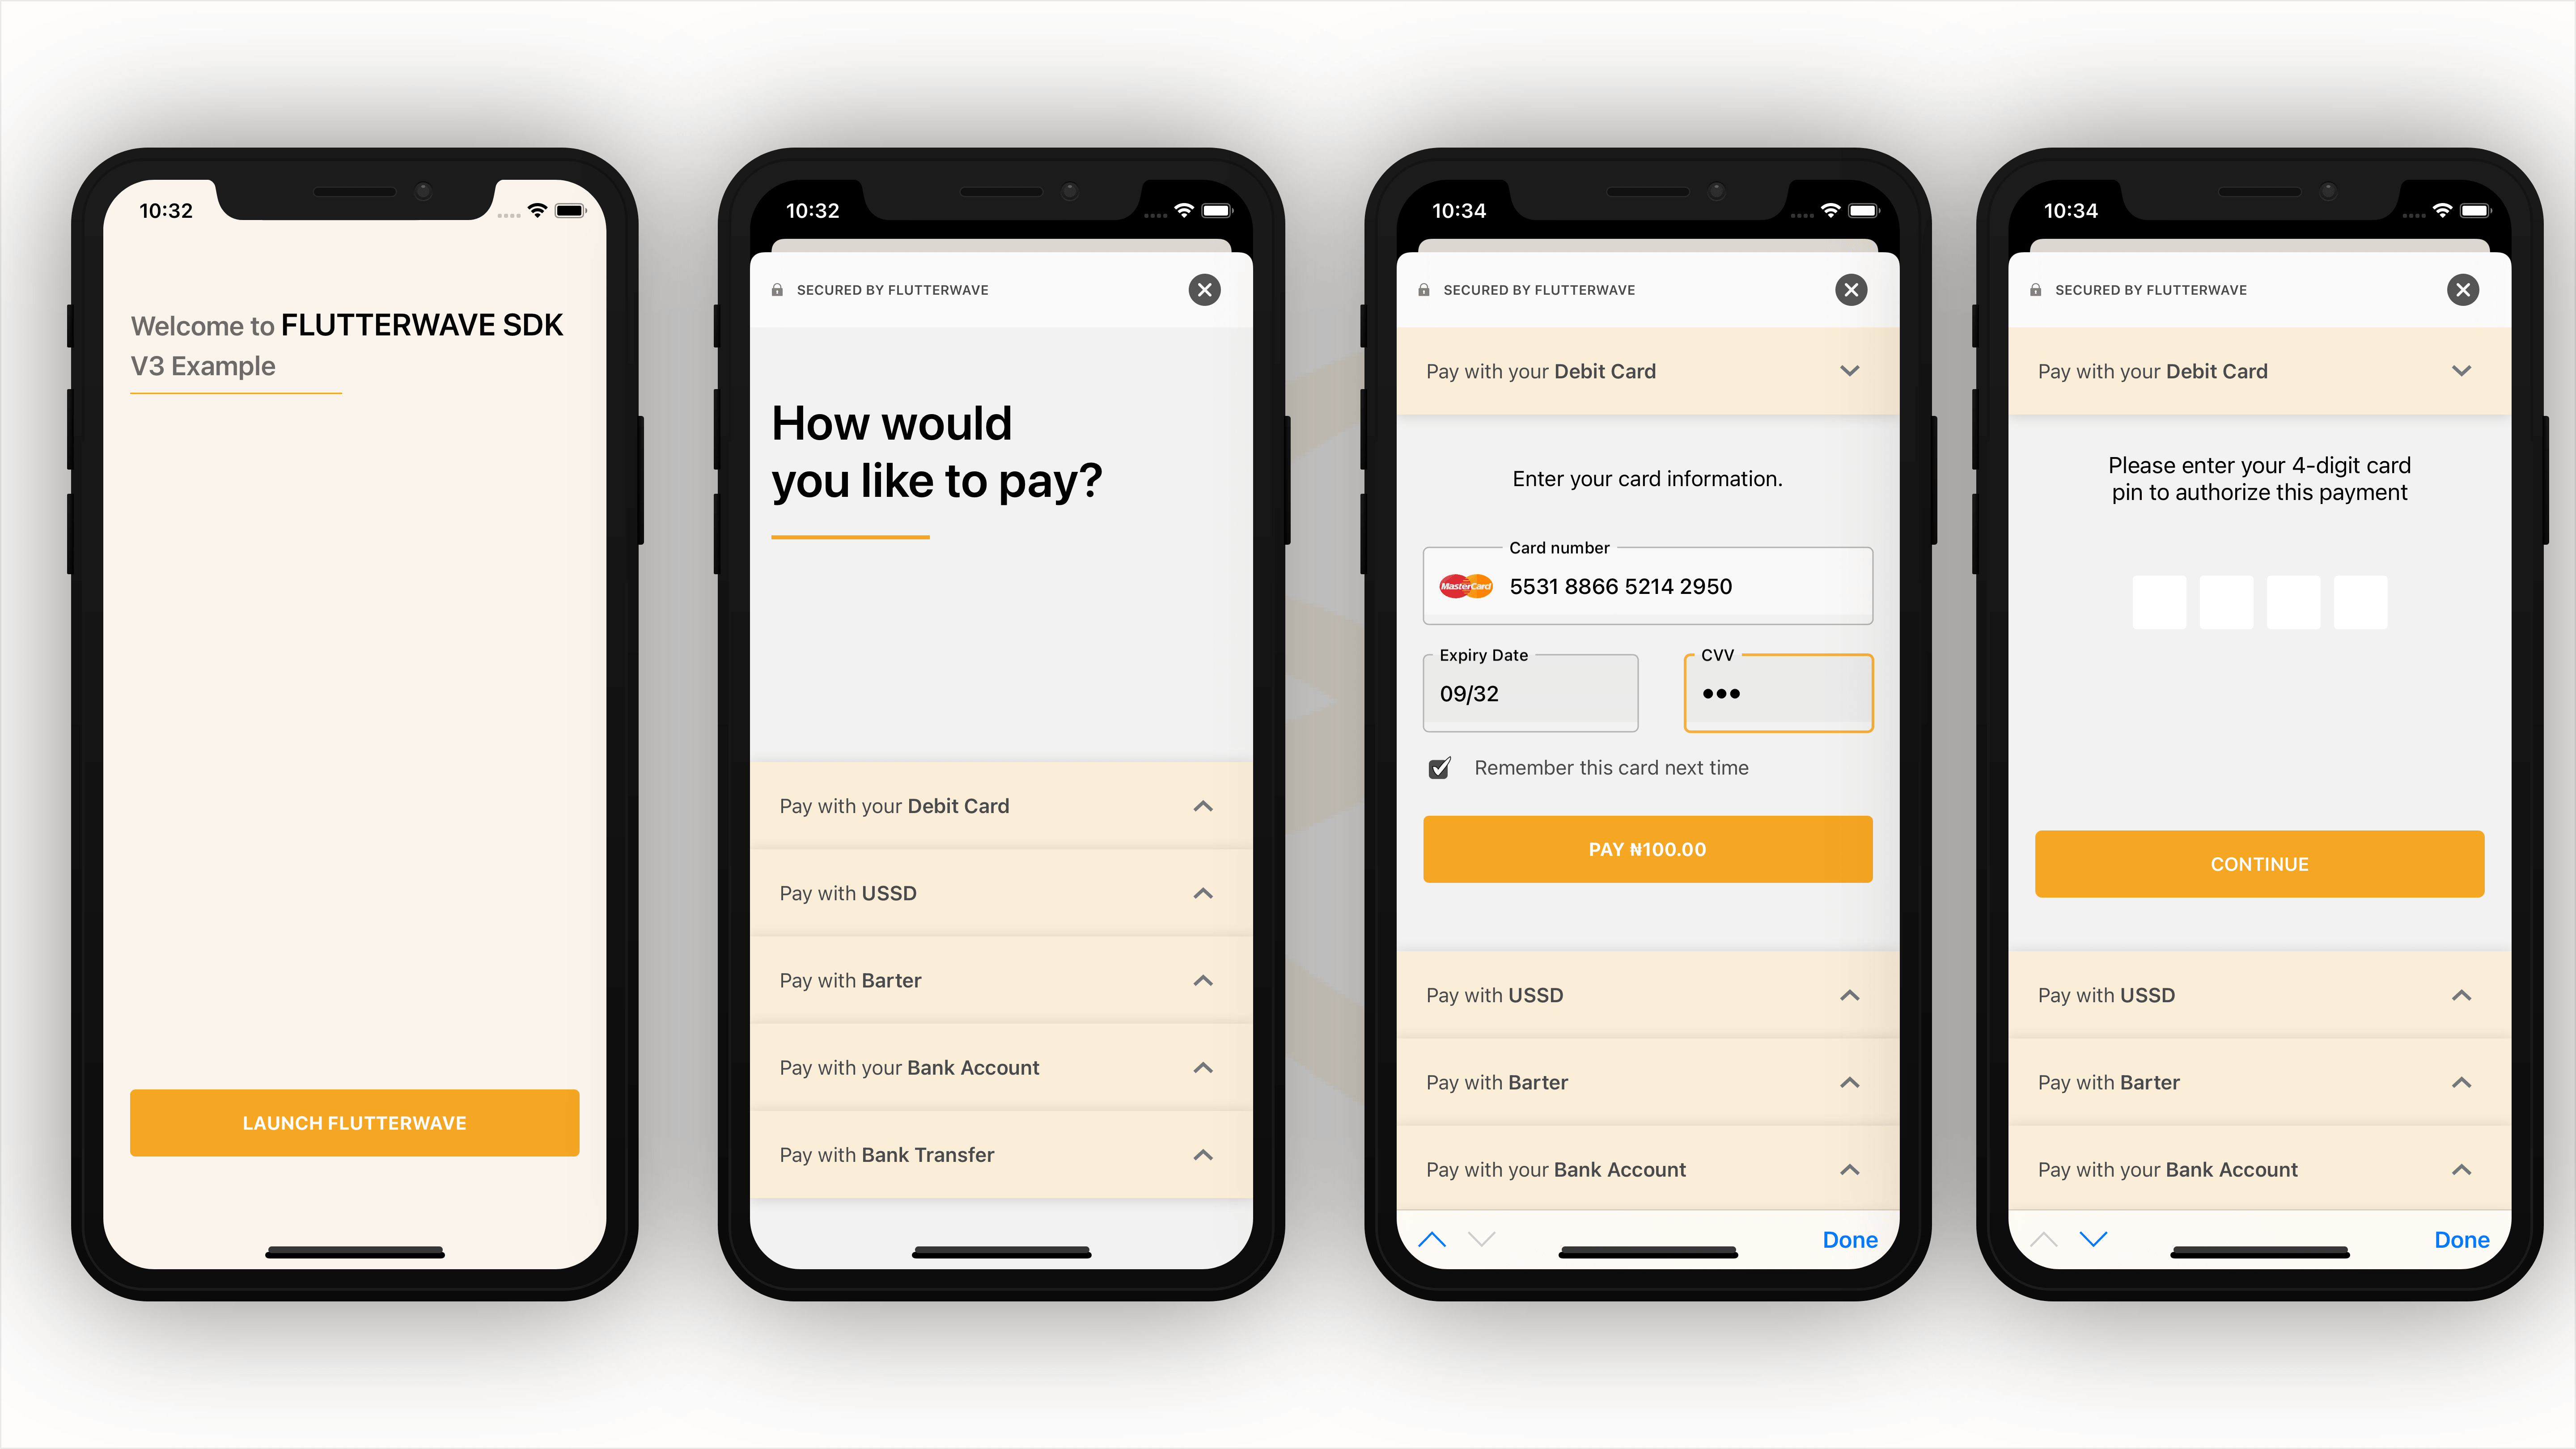 10:32
Welcome to FLUTTERWAVE SDK
V3 Example
LAUNCH FLUTTERWAVE
10:32
SECURED BY FLUTTERWAVE
How would
you like to pay?
Pay with your Debit Card
Pay with USSD
Pay with Barter
Pay with your Bank Account
Pay with Bank Transfer
10:34
SECURED BY FLUTTERWAVE
Pay with your Debit Card
Enter your card information.
Card number
MasterCard 5531 8866 5214 2950
Expiry Date CVV
09/32 •••
Remember this card next time
PAY ₦100.00
Pay with USSD
Pay with Barter
Pay with your Bank Account
Done
10:34
SECURED BY FLUTTERWAVE
Pay with your Debit Card
Please enter your 4-digit card
pin to authorize this payment
CONTINUE
Pay with USSD
Pay with Barter
Pay with your Bank Account
Done